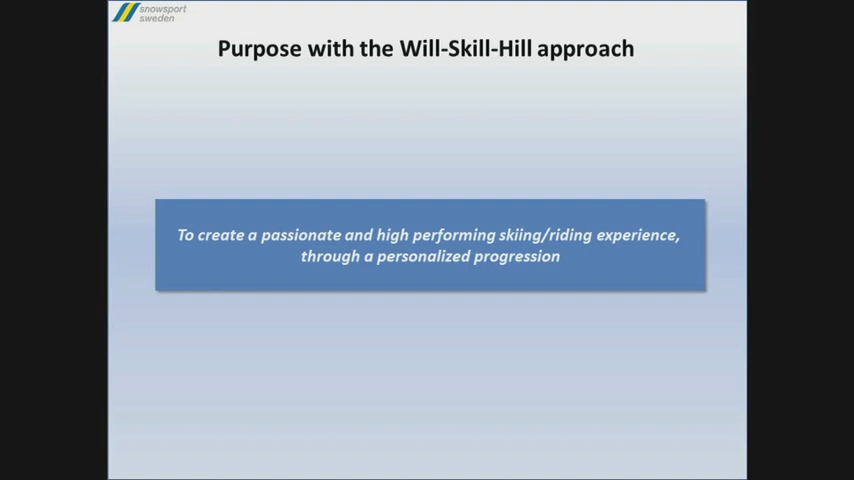 snowsport
sweden
Purpose with the Will-Skill-Hill approach
To create a passionate and high performing skiing/riding experience,
through a personalized progression